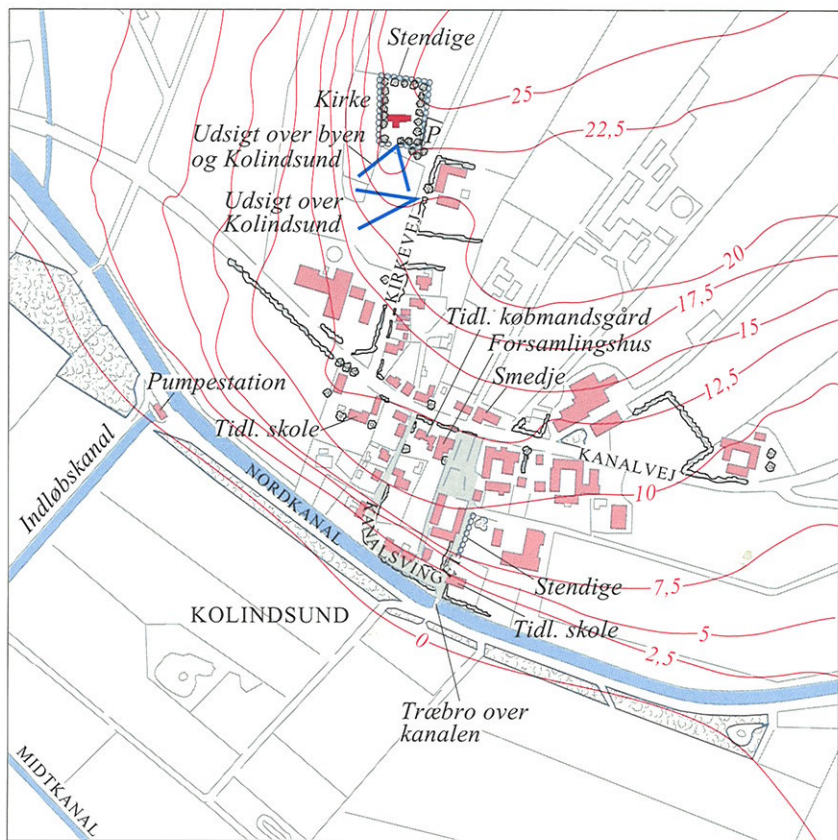 Stendige
Kirke
P
Udsigt over byen
og Kolindsund
Udsigt over
Kolindsund
25
22,5
20
17,5
15
12,5
KIRKEVEJ
Tidl. købmandsgård
Forsamlingshus
Smedje
Pumpestation
Tidl. skole
KANALVEJ
10
Indløbskanal
NORDKANAL
KANALSVING
Stendige
7,5
KOLINDSUND
Tidl. skole
5
0
2,5
Træbro over
kanalen
MIDTKANAL